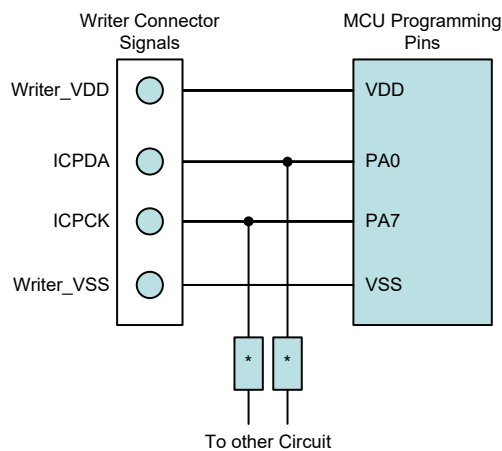 Writer Connector
Signals
MCU Programming
Pins
Writer_VDD
VDD
ICPDA
PA0
ICPCK
PA7
Writer_VSS
VSS
* *
To other Circuit